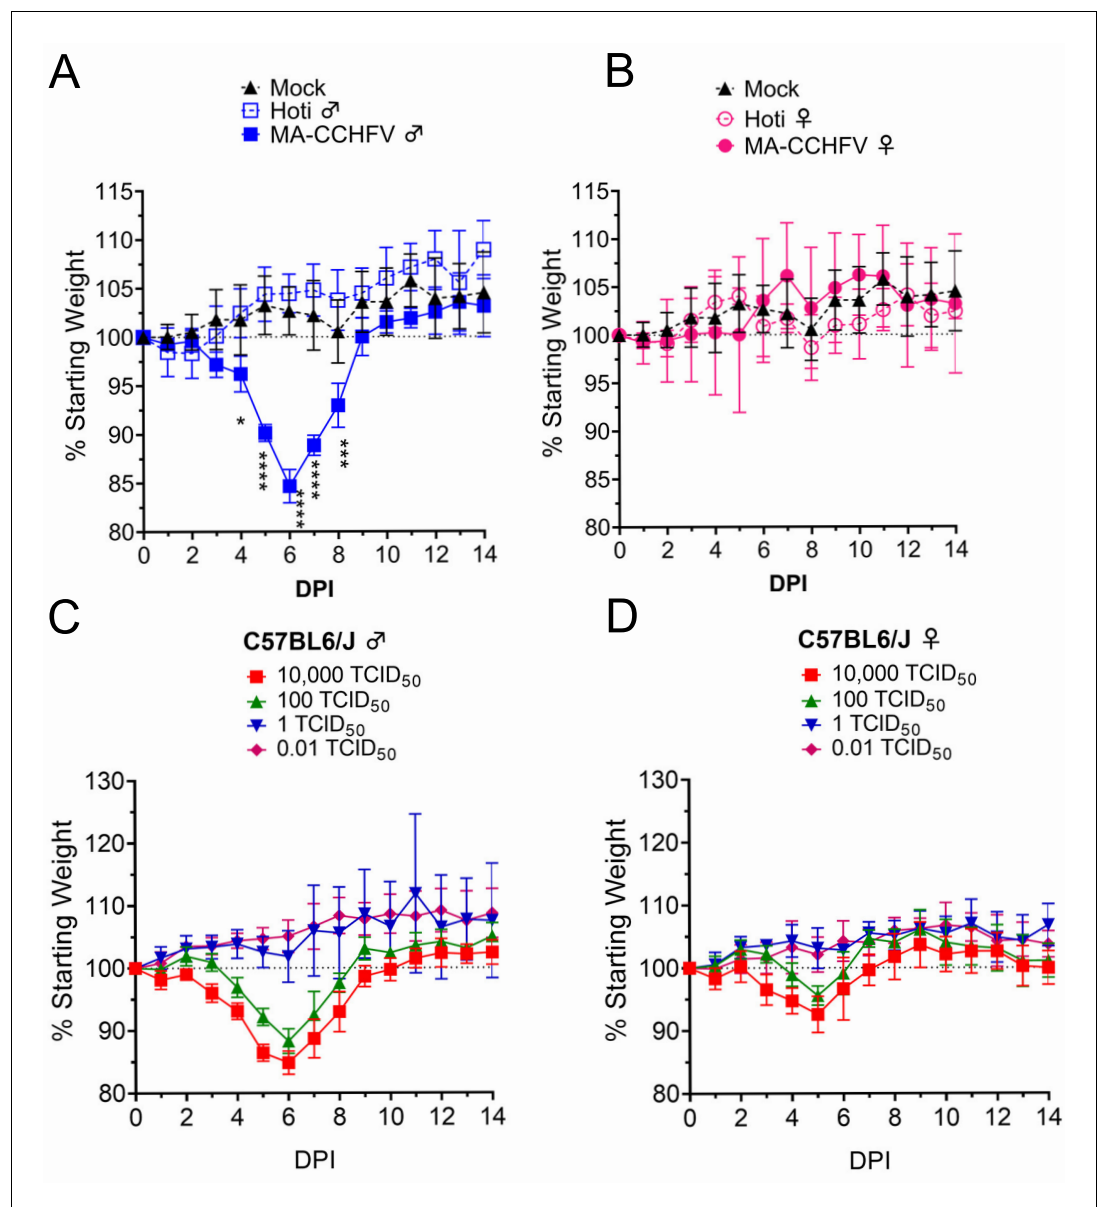 A
Mock
Hoti ♂
MA-CCHFV ♂
115
110
105
100
95
90
85
80
% Starting Weight
*
****
****
****
***
0 2 4 6 8 10 12 14
DPI
B
Mock
Hoti ♀
MA-CCHFV ♀
115
110
105
100
95
90
85
80
% Starting Weight
0 2 4 6 8 10 12 14
DPI
C
C57BL6/J ♂
10,000 TCID50
100 TCID50
1 TCID50
0.01 TCID50
130
120
110
100
90
80
% Starting Weight
0 2 4 6 8 10 12 14
DPI
D
C57BL6/J ♀
10,000 TCID50
100 TCID50
1 TCID50
0.01 TCID50
130
120
110
100
90
80
% Starting Weight
0 2 4 6 8 10 12 14
DPI